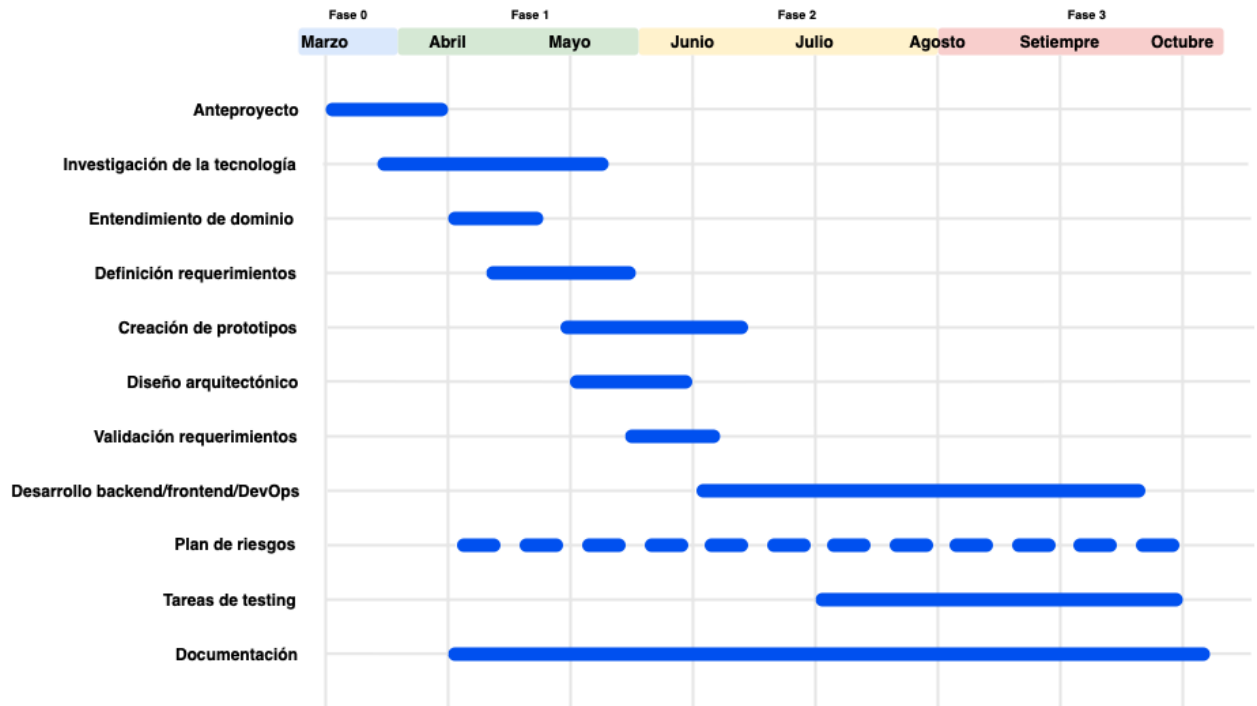 Fase 0 Fase 1 Fase 2 Fase 3
Marzo Abril Mayo Junio Julio Agosto Setiembre Octubre
Anteproyecto
Investigación de la tecnología
Entendimiento de dominio
Definición requerimientos
Creación de prototipos
Diseño arquitectónico
Validación requerimientos
Desarrollo backend/frontend/DevOps
Plan de riesgos
Tareas de testing
Documentación